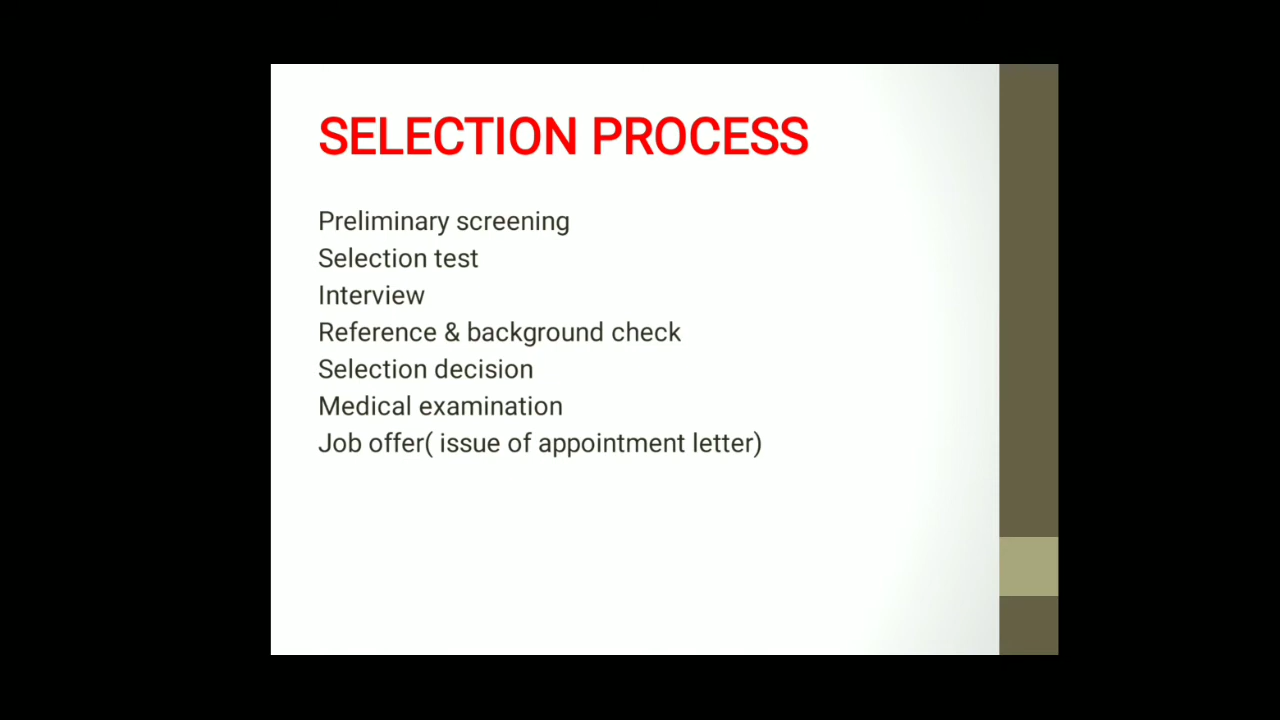 SELECTION PROCESS
Preliminary screening
Selection test
Interview
Reference & background check
Selection decision
Medical examination
Job offer( issue of appointment letter)